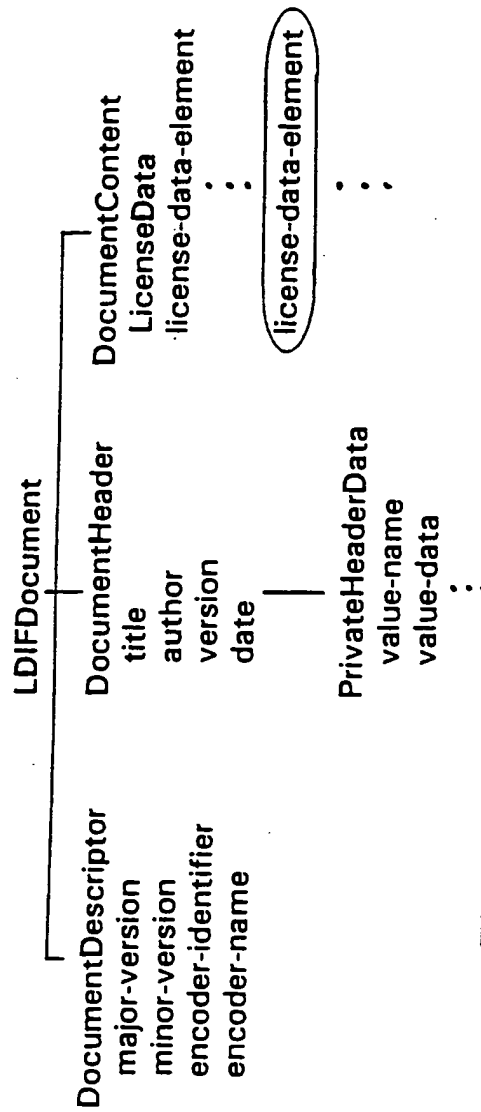 LDIFDocument
DocumentDescriptor
major-version
minor-version
encoder-identifier
encoder-name
DocumentHeader
title
author
version
date
PrivateHeaderData
value-name
value-data
DocumentContent
LicenseData
license-data-element
license-data-element